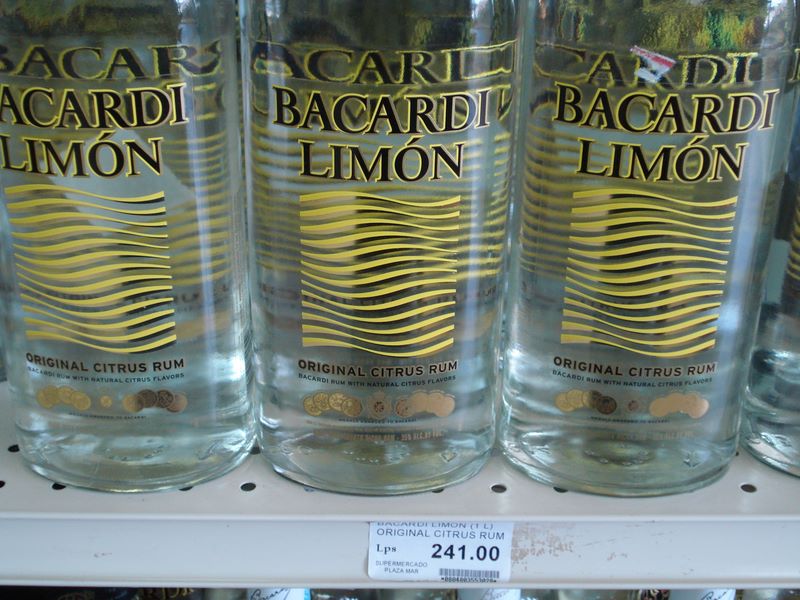 BACARDI
LIMÓN
ORIGINAL CITRUS RUM
BACARDI RUM WITH NATURAL CITRUS FLAVORS
BACARDI
LIMÓN
ORIGINAL CITRUS RUM
BACARDI RUM WITH NATURAL CITRUS FLAVORS
BACARDI
LIMÓN
ORIGINAL CITRUS RUM
BACARDI RUM WITH NATURAL CITRUS FLAVORS
BACARDI LIMON (1 L)
ORIGINAL CITRUS RUM
Lps 241.00
SUPERMERCADO
PLAZA MAR